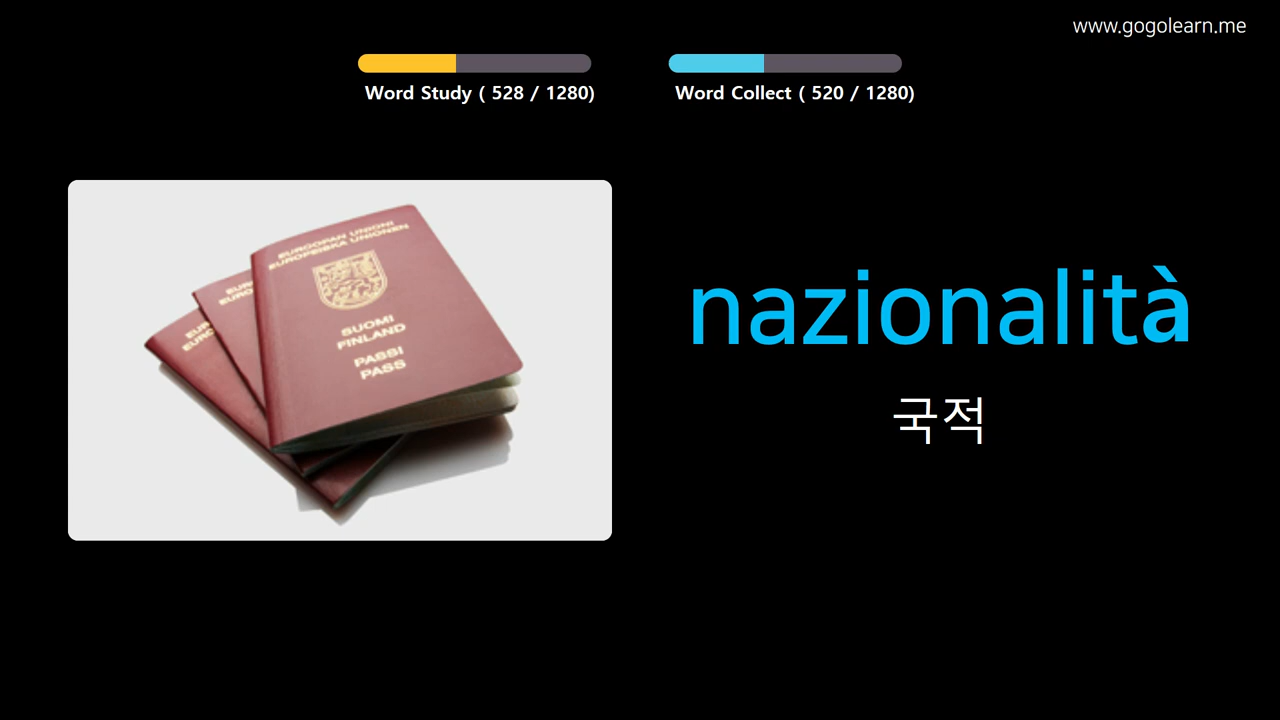 www.gogolearn.me
Word Study ( 528 / 1280)
Word Collect ( 520 / 1280)
EUROOPAN UNIONI
EUROPEISKA UNIONEN
SUOMI
FINLAND
PASSI
PASS
nazionalità
국적